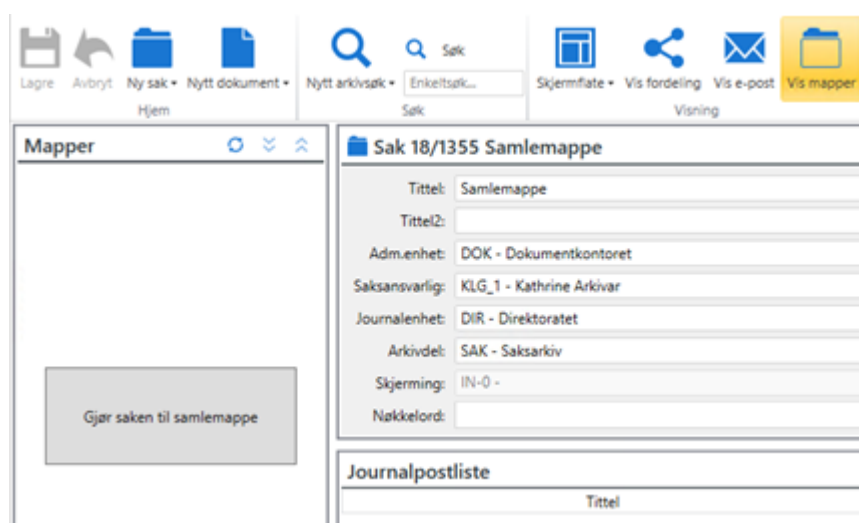 Lagre Avbryt Ny sak Nytt dokument Nytt arkivsøk Søk Enkeltsøk... Skjermflate Vis fordeling Vis e-post Vis mapper
Hjem Søk Visning
Mapper
Gjør saken til samlemappe
Sak 18/1355 Samlemappe
Tittel: Samlemappe
Tittel2:
Adm.enhet: DOK - Dokumentkontoret
Saksansvarlig: KLG_1 - Kathrine Arkivar
Journalenhet: DIR - Direktoratet
Arkivdel: SAK - Saksarkiv
Skjerming: IN-0 -
Nøkkelord:
Journalpostliste
Tittel